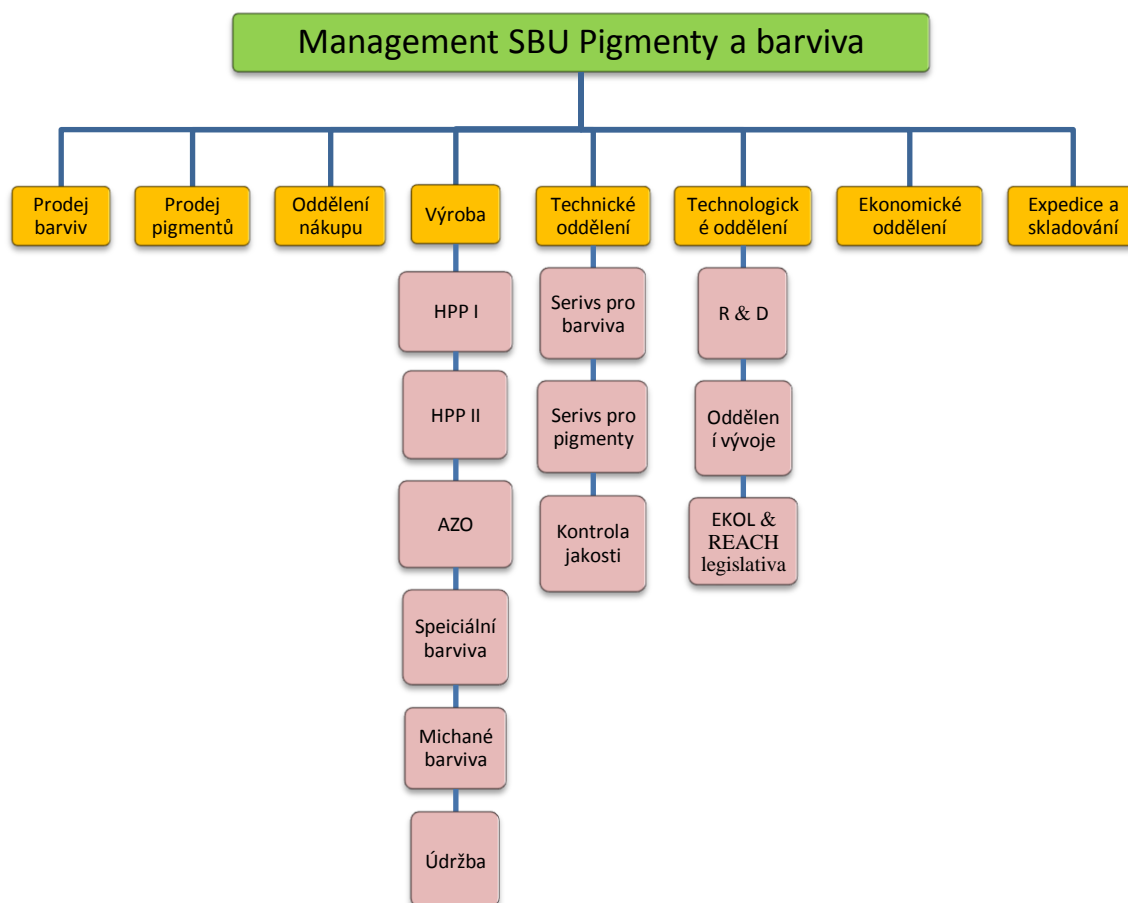 Management SBU Pigmenty a barviva
Prodej
barviv
Prodej
pigmentů
Oddělení
nákupu
Výroba
Technické
oddělení
Technologick
é oddělení
Ekonomické
oddělení
Expedice a
skladování
HPP I
HPP II
AZO
Speiciální
barviva
Michané
barviva
Údržba
Serivs pro
barviva
Serivs pro
pigmenty
Kontrola
jakosti
R & D
Oddělen
í vývoje
EKOL &
REACH
legislativa